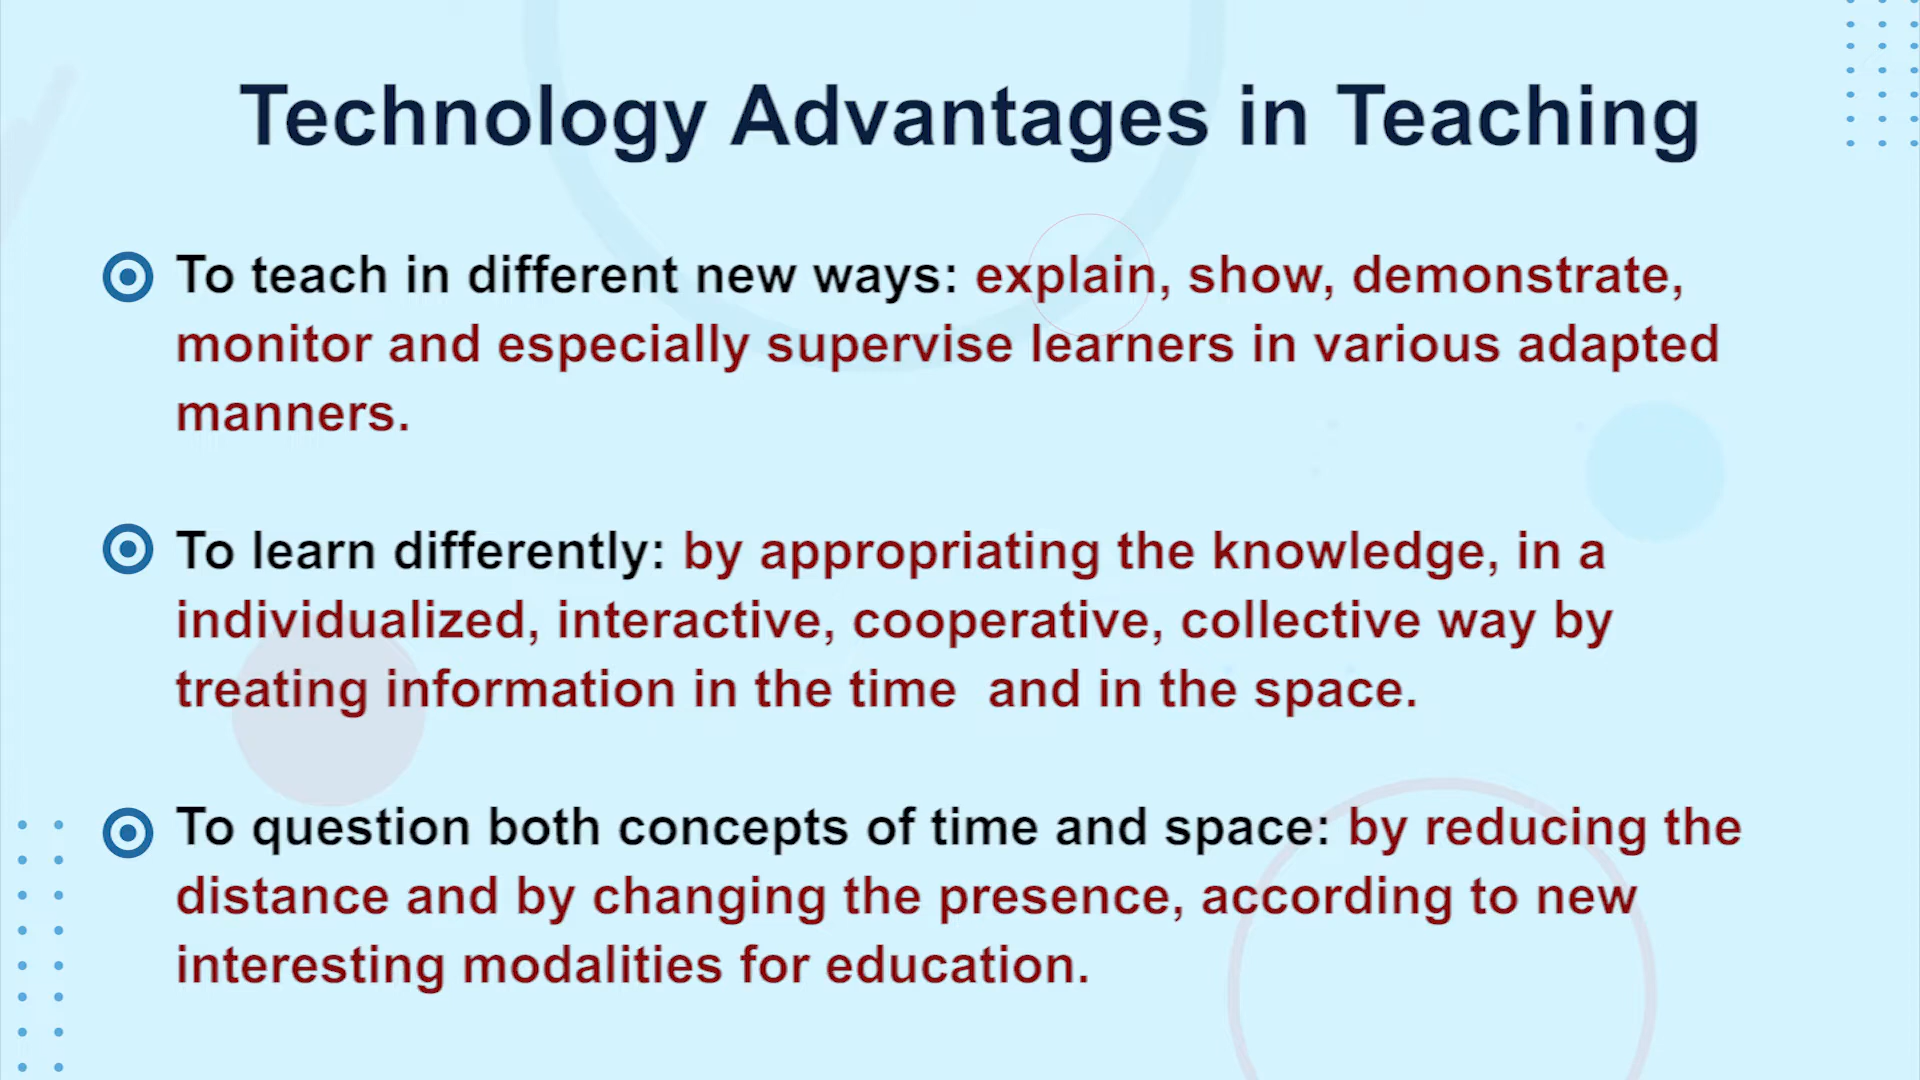 Technology Advantages in Teaching
To teach in different new ways: explain, show, demonstrate,
monitor and especially supervise learners in various adapted
manners.
To learn differently: by appropriating the knowledge, in a
individualized, interactive, cooperative, collective way by
treating information in the time  and in the space.
To question both concepts of time and space: by reducing the
distance and by changing the presence, according to new
interesting modalities for education.